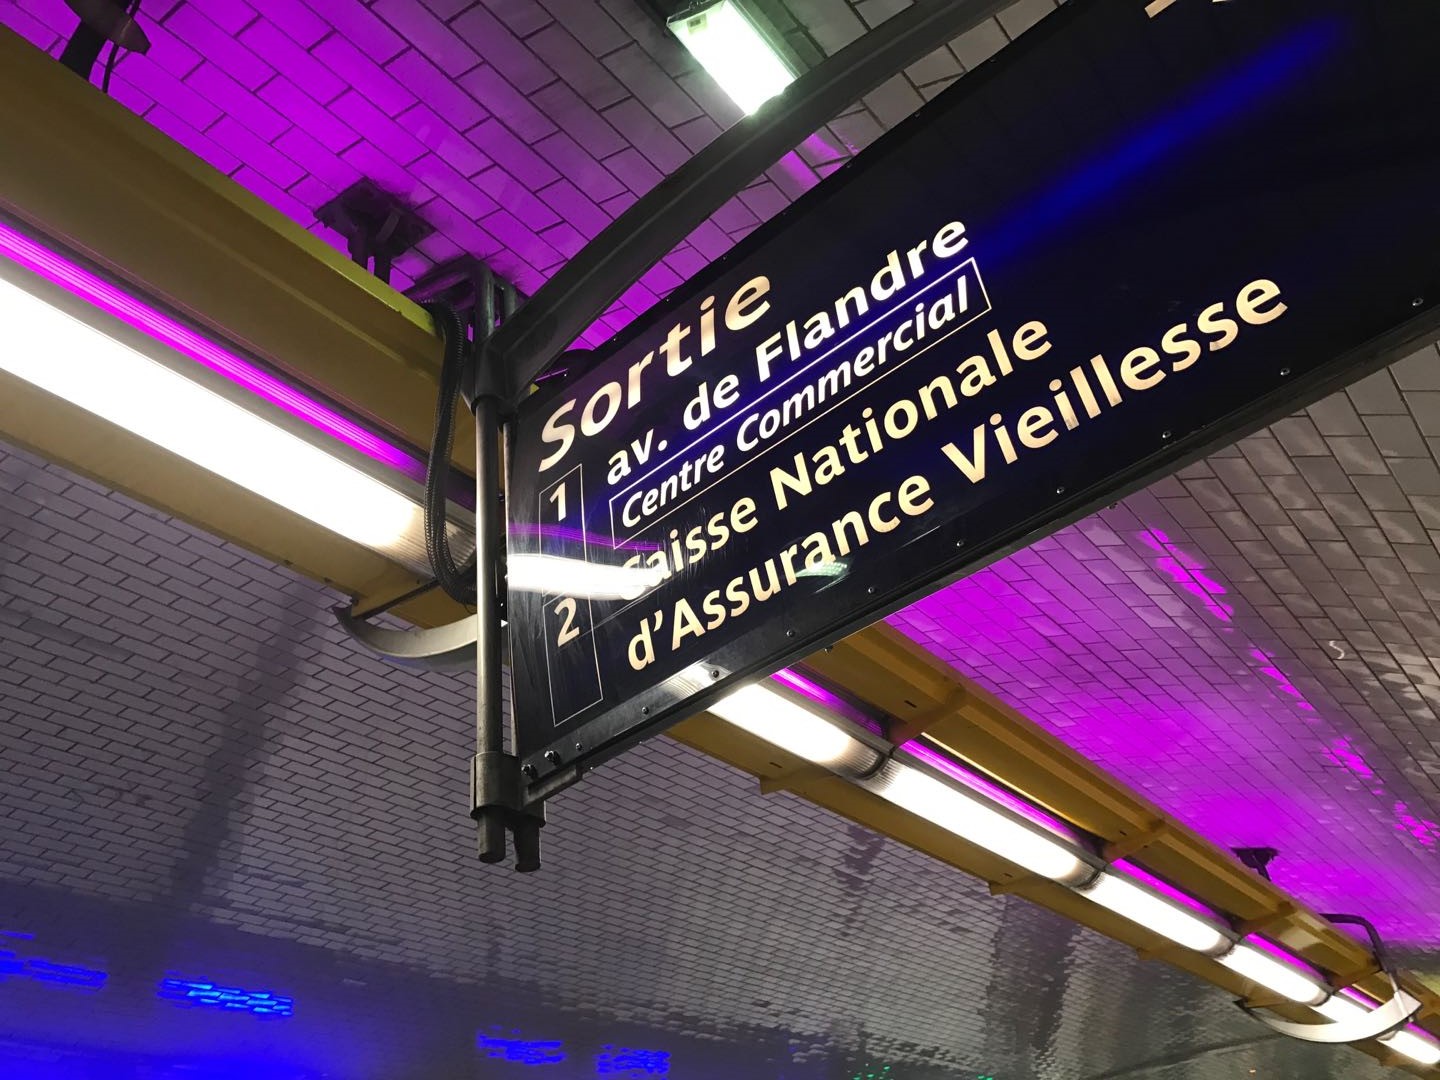 Sortie
1 av. de Flandre
Centre Commercial
2 Caisse Nationale
d'Assurance Vieillesse